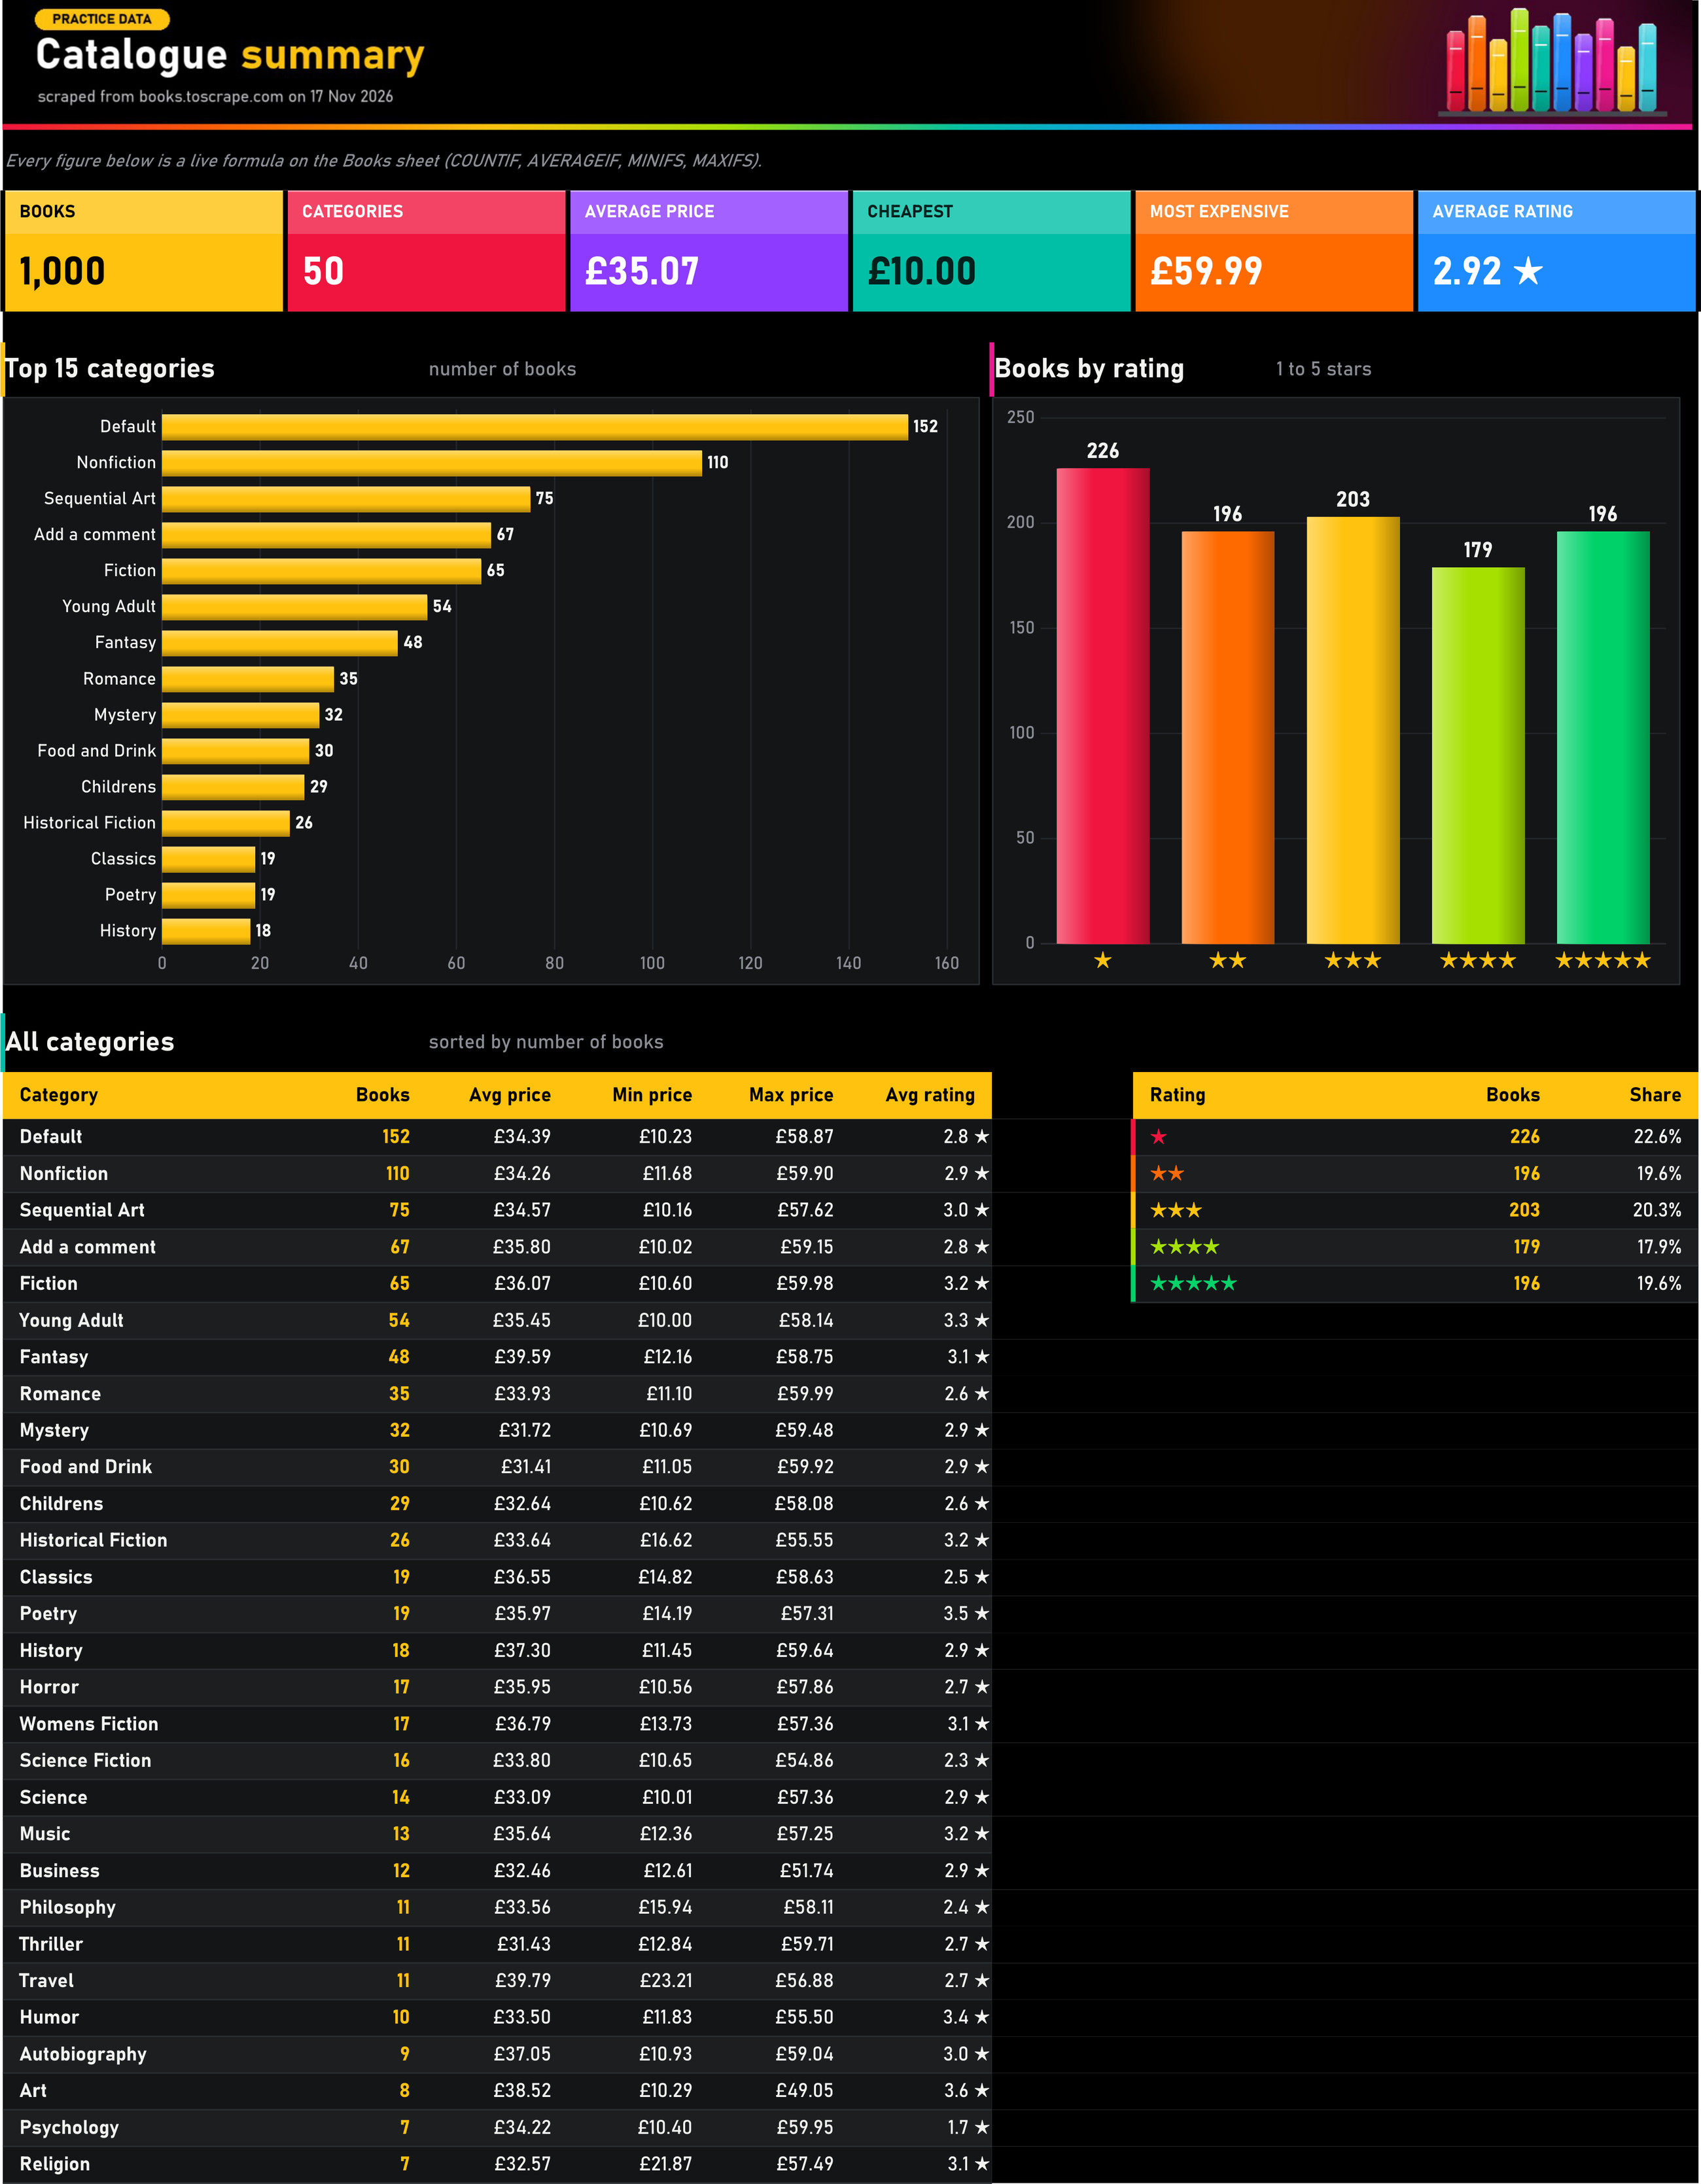 PRACTICE DATA
Catalogue summary
scraped from books.toscrape.com on 17 Nov 2026
Every figure below is a live formula on the Books sheet (COUNTIF, AVERAGEIF, MINIFS, MAXIFS).
BOOKS CATEGORIES AVERAGE PRICE CHEAPEST MOST EXPENSIVE AVERAGE RATING
1,000 50 £35.07 £10.00 £59.99 2.92 ★
Top 15 categories number of books
Default 152
Nonfiction 110
Sequential Art 75
Add a comment 67
Fiction 65
Young Adult 54
Fantasy 48
Romance 35
Mystery 32
Food and Drink 30
Childrens 29
Historical Fiction 26
Classics 19
Poetry 19
History 18
0 20 40 60 80 100 120 140 160
Books by rating 1 to 5 stars
250
200
150
100
50
0
226 196 203 179 196
★ ★★ ★★★ ★★★★ ★★★★★
All categories sorted by number of books
Category Books Avg price Min price Max price Avg rating
Default 152 £34.39 £10.23 £58.87 2.8 ★
Nonfiction 110 £34.26 £11.68 £59.90 2.9 ★
Sequential Art 75 £34.57 £10.16 £57.62 3.0 ★
Add a comment 67 £35.80 £10.02 £59.15 2.8 ★
Fiction 65 £36.07 £10.60 £59.98 3.2 ★
Young Adult 54 £35.45 £10.00 £58.14 3.3 ★
Fantasy 48 £39.59 £12.16 £58.75 3.1 ★
Romance 35 £33.93 £11.10 £59.99 2.6 ★
Mystery 32 £31.72 £10.69 £59.48 2.9 ★
Food and Drink 30 £31.41 £11.05 £59.92 2.9 ★
Childrens 29 £32.64 £10.62 £58.08 2.6 ★
Historical Fiction 26 £33.64 £16.62 £55.55 3.2 ★
Classics 19 £36.55 £14.82 £58.63 2.5 ★
Poetry 19 £35.97 £14.19 £57.31 3.5 ★
History 18 £37.30 £11.45 £59.64 2.9 ★
Horror 17 £35.95 £10.56 £57.86 2.7 ★
Womens Fiction 17 £36.79 £13.73 £57.36 3.1 ★
Science Fiction 16 £33.80 £10.65 £54.86 2.3 ★
Science 14 £33.09 £10.01 £57.36 2.9 ★
Music 13 £35.64 £12.36 £57.25 3.2 ★
Business 12 £32.46 £12.61 £51.74 2.9 ★
Philosophy 11 £33.56 £15.94 £58.11 2.4 ★
Thriller 11 £31.43 £12.84 £59.71 2.7 ★
Travel 11 £39.79 £23.21 £56.88 2.7 ★
Humor 10 £33.50 £11.83 £55.50 3.4 ★
Autobiography 9 £37.05 £10.93 £59.04 3.0 ★
Art 8 £38.52 £10.29 £49.05 3.6 ★
Psychology 7 £34.22 £10.40 £59.95 1.7 ★
Religion 7 £32.57 £21.87 £57.49 3.1 ★
Rating Books Share
★ 226 22.6%
★★ 196 19.6%
★★★ 203 20.3%
★★★★ 179 17.9%
★★★★★ 196 19.6%